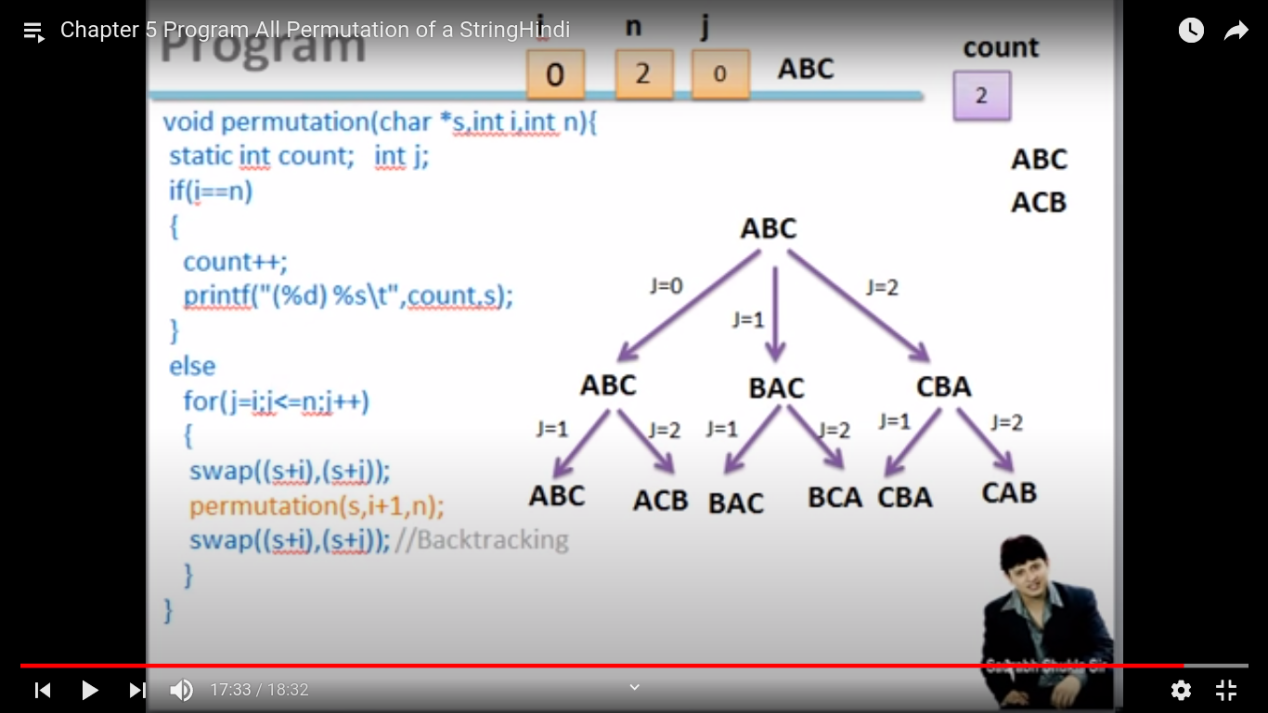 Chapter 5 Program All Permutation of a StringHindi
Program
i n j
0 2 0 ABC
count
2
void permutation(char *s,int i,int n){
static int count; int j;
if(i==n)
{
count++;
printf("(%d) %s\t",count,s);
}
else
for(j=i;j<=n;j++)
{
swap((s+i),(s+j));
permutation(s,i+1,n);
swap((s+i),(s+j)); //Backtracking
}
}
ABC
ACB
ABC
J=0 J=1 J=2
ABC BAC CBA
J=1 J=2 J=1 J=2 J=1 J=2
ABC ACB BAC BCA CBA CAB
Saurabh Shukla Sir
17:33 / 18:32